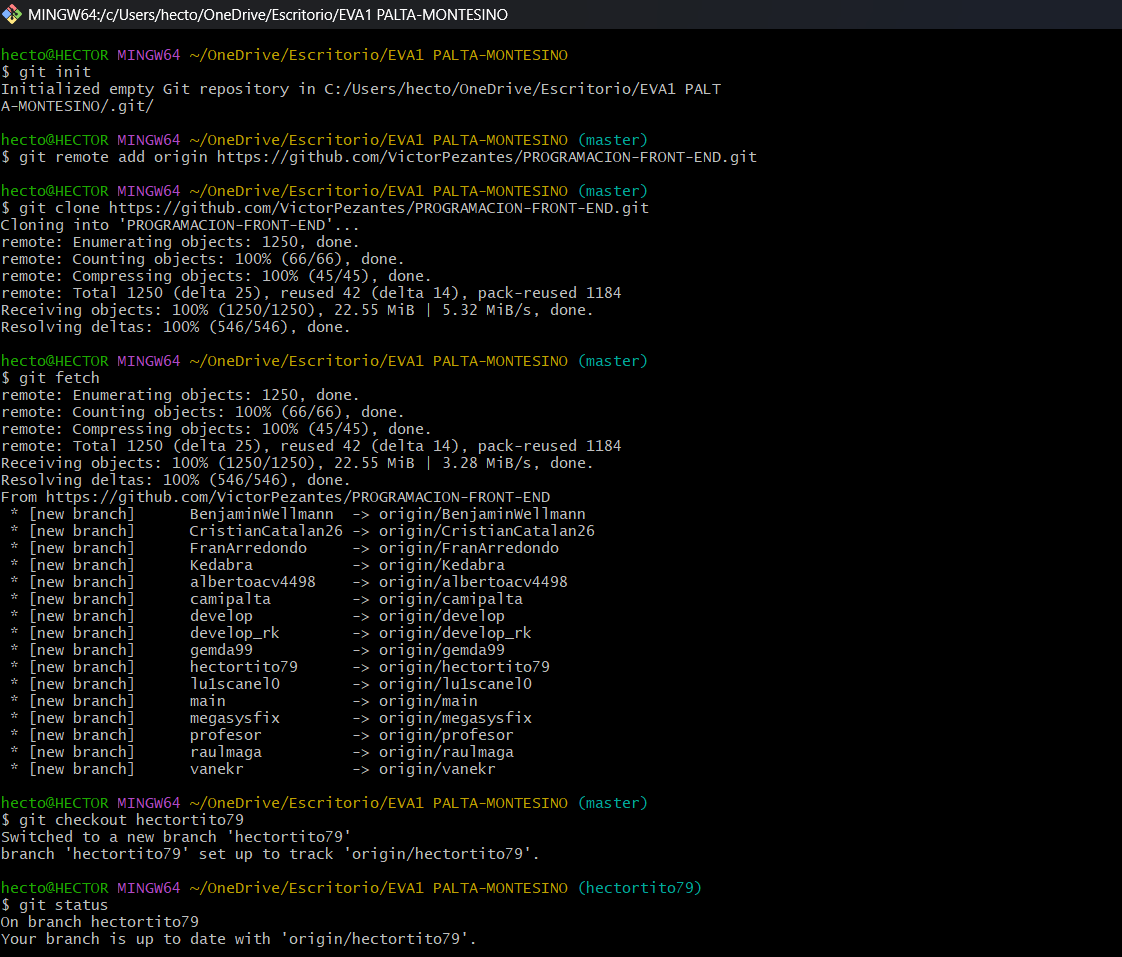 MINGW64:/c/Users/hecto/OneDrive/Escritorio/EVA1 PALTA-MONTESINO
hecto@HECTOR MINGW64 ~/OneDrive/Escritorio/EVA1 PALTA-MONTESINO
$ git init
Initialized empty Git repository in C:/Users/hecto/OneDrive/Escritorio/EVA1 PALT
A-MONTESINO/.git/
hecto@HECTOR MINGW64 ~/OneDrive/Escritorio/EVA1 PALTA-MONTESINO (master)
$ git remote add origin https://github.com/VictorPezantes/PROGRAMACION-FRONT-END.git
hecto@HECTOR MINGW64 ~/OneDrive/Escritorio/EVA1 PALTA-MONTESINO (master)
$ git clone https://github.com/VictorPezantes/PROGRAMACION-FRONT-END.git
Cloning into 'PROGRAMACION-FRONT-END'...
remote: Enumerating objects: 1250, done.
remote: Counting objects: 100% (66/66), done.
remote: Compressing objects: 100% (45/45), done.
remote: Total 1250 (delta 25), reused 42 (delta 14), pack-reused 1184
Receiving objects: 100% (1250/1250), 22.55 MiB | 5.32 MiB/s, done.
Resolving deltas: 100% (546/546), done.
hecto@HECTOR MINGW64 ~/OneDrive/Escritorio/EVA1 PALTA-MONTESINO (master)
$ git fetch
remote: Enumerating objects: 1250, done.
remote: Counting objects: 100% (66/66), done.
remote: Compressing objects: 100% (45/45), done.
remote: Total 1250 (delta 25), reused 42 (delta 14), pack-reused 1184
Receiving objects: 100% (1250/1250), 22.55 MiB | 3.28 MiB/s, done.
Resolving deltas: 100% (546/546), done.
From https://github.com/VictorPezantes/PROGRAMACION-FRONT-END
 * [new branch]      BenjaminWellmann  -> origin/BenjaminWellmann
 * [new branch]      CristianCatalan26 -> origin/CristianCatalan26
 * [new branch]      FranArredondo     -> origin/FranArredondo
 * [new branch]      Kedabra           -> origin/Kedabra
 * [new branch]      albertoacv4498    -> origin/albertoacv4498
 * [new branch]      camipalta         -> origin/camipalta
 * [new branch]      develop           -> origin/develop
 * [new branch]      develop_rk        -> origin/develop_rk
 * [new branch]      gemda99           -> origin/gemda99
 * [new branch]      hectortito79      -> origin/hectortito79
 * [new branch]      lu1scanel0        -> origin/lu1scanel0
 * [new branch]      main              -> origin/main
 * [new branch]      megasysfix        -> origin/megasysfix
 * [new branch]      profesor          -> origin/profesor
 * [new branch]      raulmaga          -> origin/raulmaga
 * [new branch]      vanekr            -> origin/vanekr
hecto@HECTOR MINGW64 ~/OneDrive/Escritorio/EVA1 PALTA-MONTESINO (master)
$ git checkout hectortito79
Switched to a new branch 'hectortito79'
branch 'hectortito79' set up to track 'origin/hectortito79'.
hecto@HECTOR MINGW64 ~/OneDrive/Escritorio/EVA1 PALTA-MONTESINO (hectortito79)
$ git status
On branch hectortito79
Your branch is up to date with 'origin/hectortito79'.